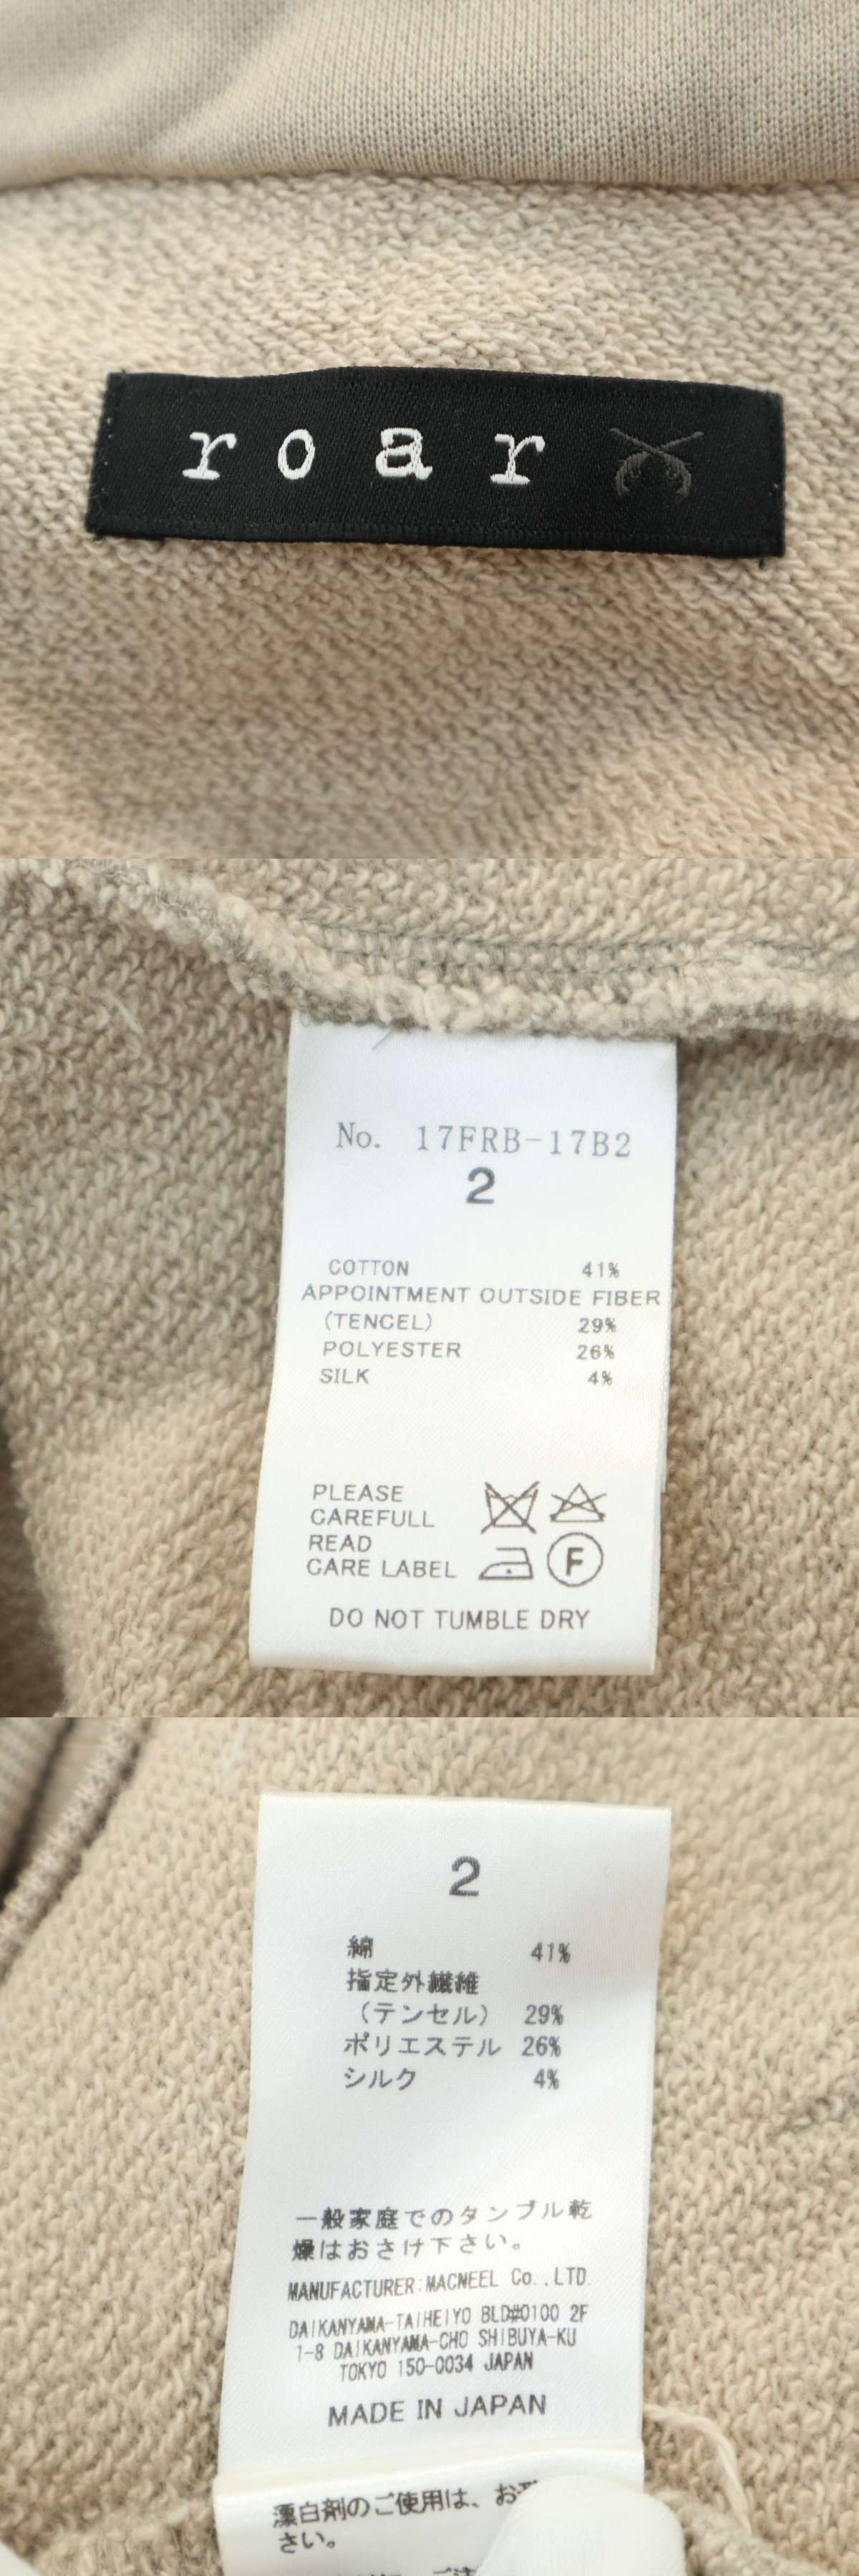 roar
No. 17FRB-17B2
2
COTTON 41%
APPOINTMENT OUTSIDE FIBER
(TENCEL) 29%
POLYESTER 26%
SILK 4%
PLEASE
CAREFULL
READ
CARE LABEL
F
DO NOT TUMBLE DRY
2
綿 41%
指定外繊維
(テンセル) 29%
ポリエステル 26%
シルク 4%
一般家庭でのタンブル乾
燥はおさけ下さい。
MANUFACTURER:MACNEEL Co.,LTD.
DAIKANYAMA-TAIHEIYO BLD#0100 2F
1-8 DAIKANYAMA-CHO SHIBUYA-KU
TOKYO 150-0034 JAPAN
MADE IN JAPAN
漂白剤のご使用は、お
さい。